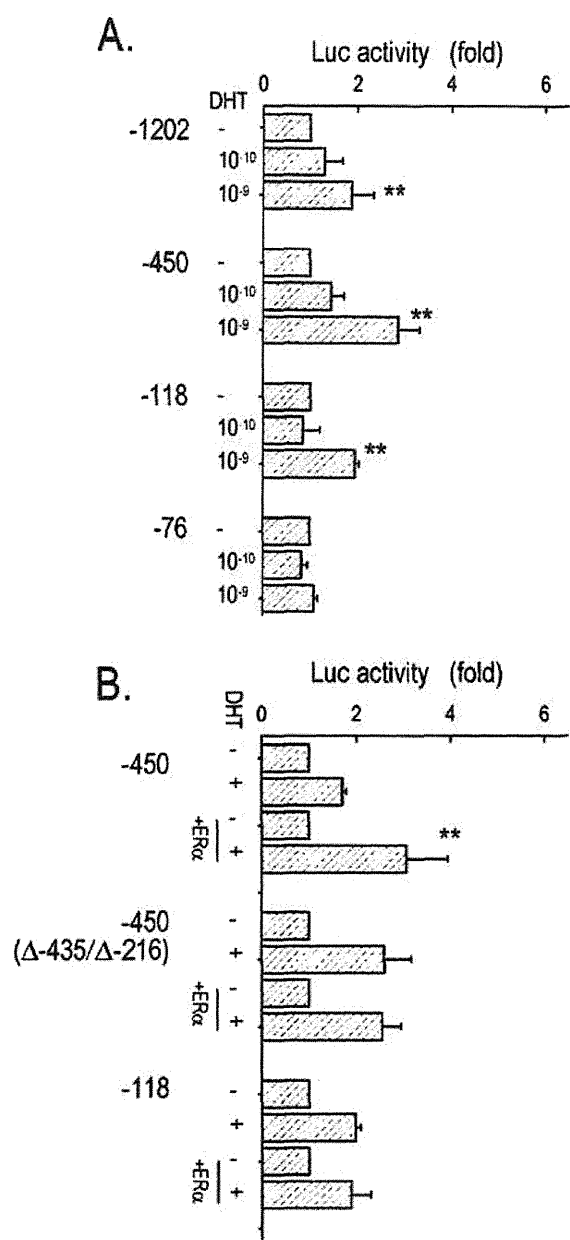 A.
Luc activity (fold)
0 2 4 6
DHT
-1202 -
10-10
10-9 **
-450 -
10-10
10-9 **
-118 -
10-10
10-9 **
-76 -
10-10
10-9
B.
Luc activity (fold)
0 2 4 6
DHT
-450 -
+
+ERα - +
**
-450
(Δ-435/Δ-216) -
+
+ERα - +
-118 -
+
+ERα - +